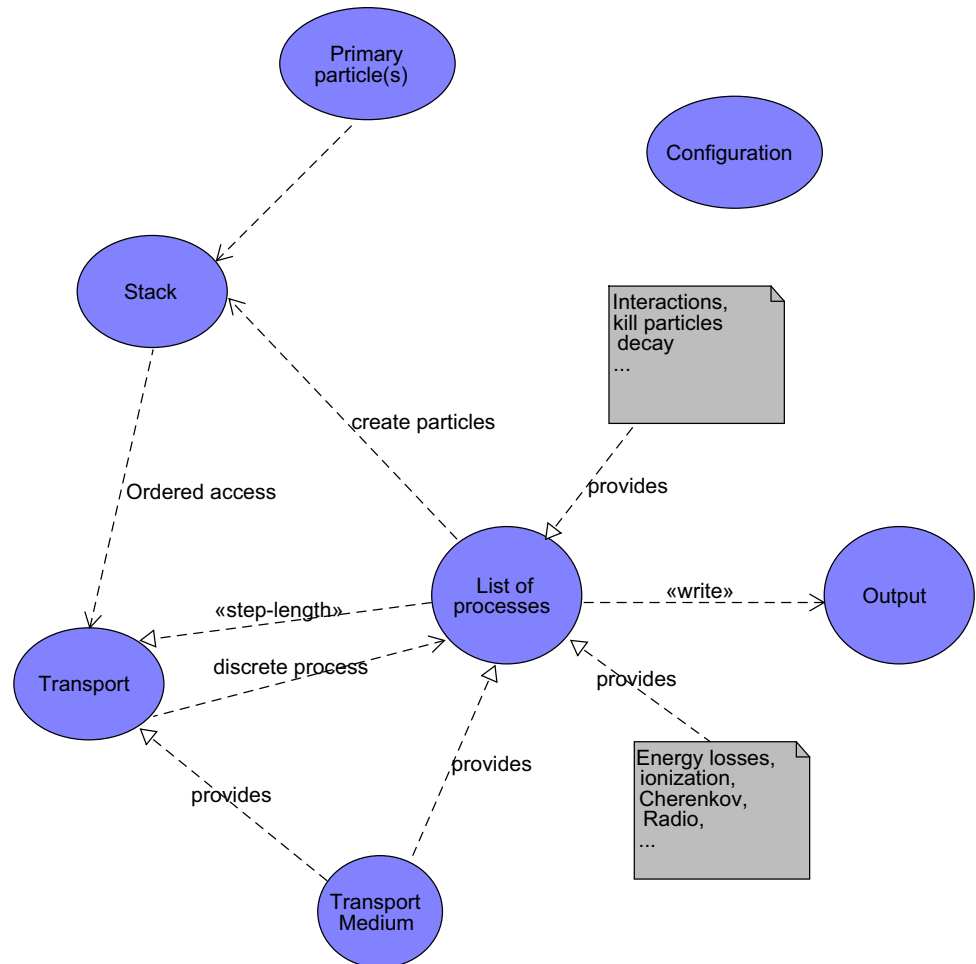 Primary
particle(s)
Configuration
Stack
Interactions,
kill particles
decay
...
create particles
provides
Ordered access
List of
processes
«write»
Output
«step-length»
discrete process
Transport
provides
provides
provides
Energy losses,
ionization,
Cherenkov,
Radio,
...
Transport
Medium